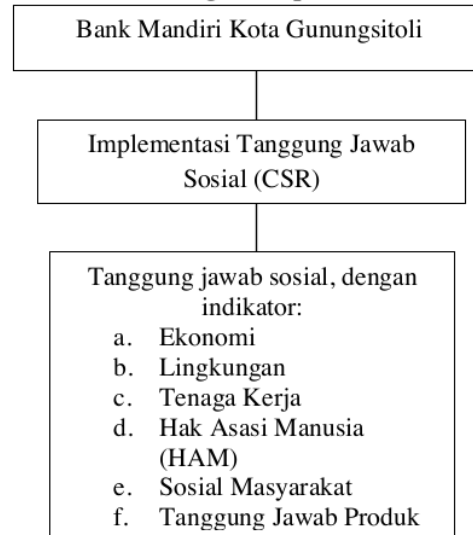 Bank Mandiri Kota Gunungsitoli
Implementasi Tanggung Jawab
Sosial (CSR)
Tanggung jawab sosial, dengan
indikator:
a. Ekonomi
b. Lingkungan
c. Tenaga Kerja
d. Hak Asasi Manusia
(HAM)
e. Sosial Masyarakat
f. Tanggung Jawab Produk